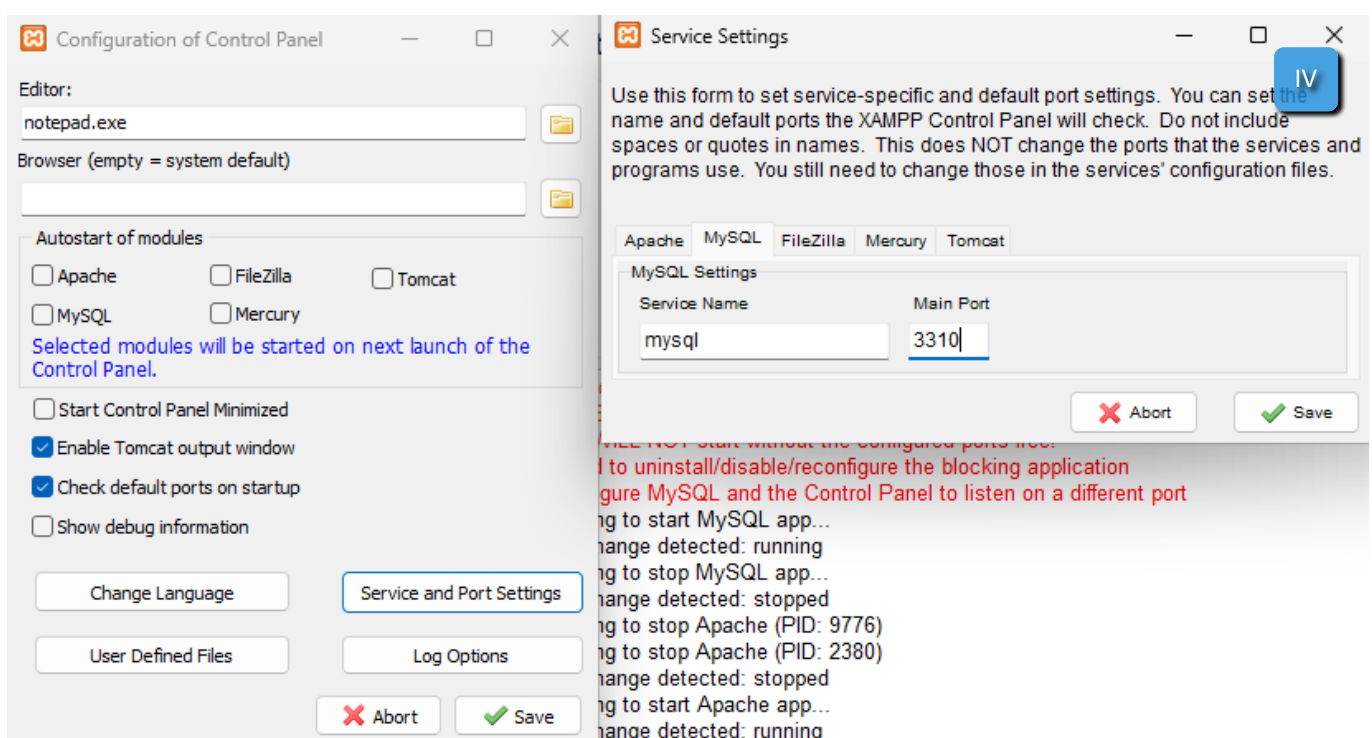 Configuration of Control Panel
Editor:
notepad.exe
Browser (empty = system default)
Autostart of modules
Apache
FileZilla
Tomcat
MySQL
Mercury
Selected modules will be started on next launch of the
Control Panel.
Start Control Panel Minimized
Enable Tomcat output window
Check default ports on startup
Show debug information
Change Language
Service and Port Settings
User Defined Files
Log Options
Abort
Save
Service Settings
IV
Use this form to set service-specific and default port settings. You can set the
name and default ports the XAMPP Control Panel will check. Do not include
spaces or quotes in names. This does NOT change the ports that the services and
programs use. You still need to change those in the services' configuration files.
Apache
MySQL
FileZilla
Mercury
Tomcat
MySQL Settings
Service Name
Main Port
mysql
3310
Abort
Save
NOT start without the configured ports free!
to uninstall/disable/reconfigure the blocking application
gure MySQL and the Control Panel to listen on a different port
ng to start MySQL app...
hange detected: running
ng to stop MySQL app...
hange detected: stopped
ng to stop Apache (PID: 9776)
ng to stop Apache (PID: 2380)
hange detected: stopped
ng to start Apache app...
hange detected: running